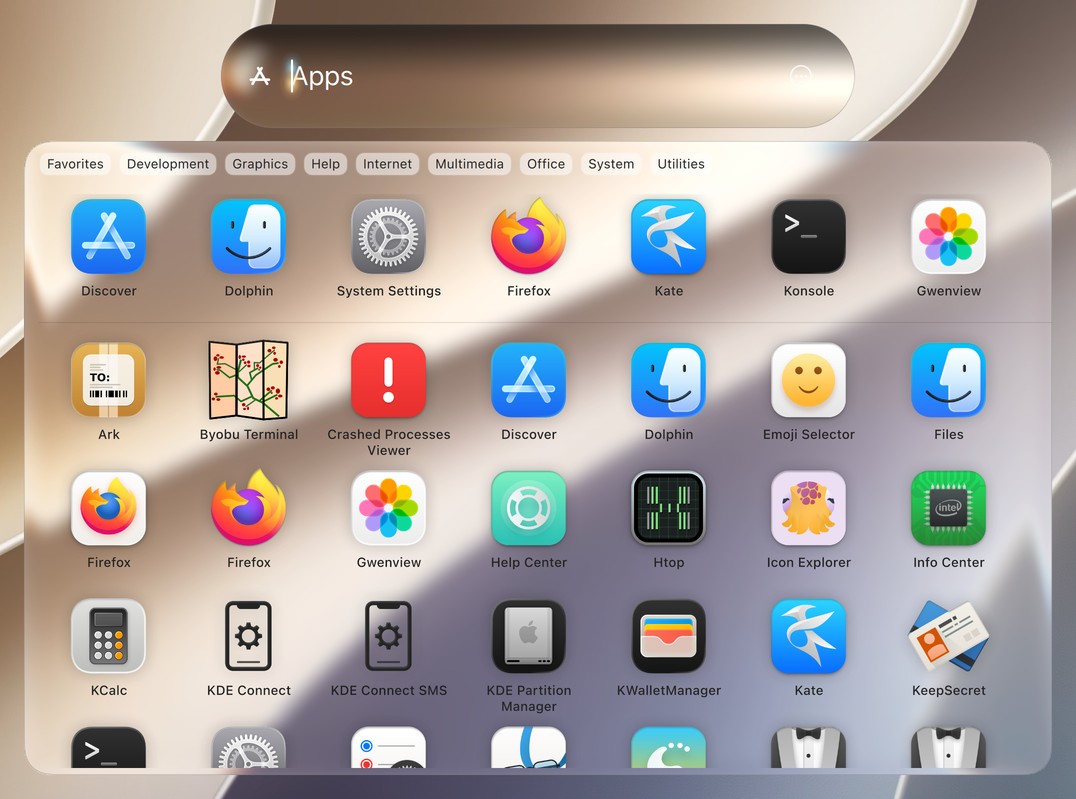 Apps
Favorites Development Graphics Help Internet Multimedia Office System Utilities
>_
Discover Dolphin System Settings Firefox Kate Konsole Gwenview
TO:
Ark Byobu Terminal Crashed Processes Viewer Discover Dolphin Emoji Selector Files
intel
Firefox Firefox Gwenview Help Center Htop Icon Explorer Info Center
KCalc KDE Connect KDE Connect SMS KDE Partition Manager KWalletManager Kate KeepSecret
>_